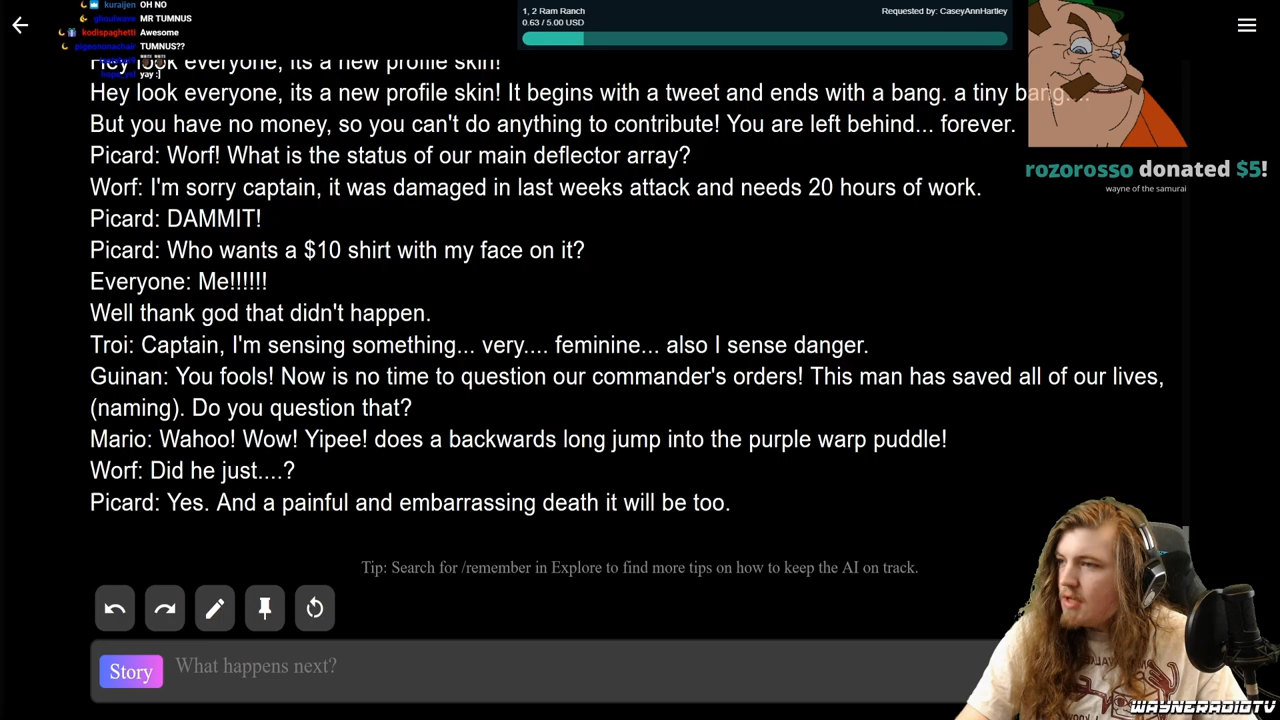 kuraijen OH NO
ghoulwave MR TUMNUS
kodispaghetti Awesome
pigeononachair TUMNUS??
yay :]
1, 2 Ram Ranch
Requested by: CaseyAnnHartley
0.63 / 5.00 USD
Hey look everyone, its a new profile skin!
Hey look everyone, its a new profile skin! It begins with a tweet and ends with a bang. a tiny bang...
But you have no money, so you can't do anything to contribute! You are left behind... forever.
Picard: Worf! What is the status of our main deflector array?
Worf: I'm sorry captain, it was damaged in last weeks attack and needs 20 hours of work.
Picard: DAMMIT!
Picard: Who wants a $10 shirt with my face on it?
Everyone: Me!!!!!!
Well thank god that didn't happen.
Troi: Captain, I'm sensing something... very.... feminine... also I sense danger.
Guinan: You fools! Now is no time to question our commander's orders! This man has saved all of our lives,
(naming). Do you question that?
Mario: Wahoo! Wow! Yipee! does a backwards long jump into the purple warp puddle!
Worf: Did he just....?
Picard: Yes. And a painful and embarrassing death it will be too.
rozorosso donated $5!
wayne of the samurai
Tip: Search for /remember in Explore to find more tips on how to keep the AI on track.
Story
What happens next?
WAYNERADIOTV